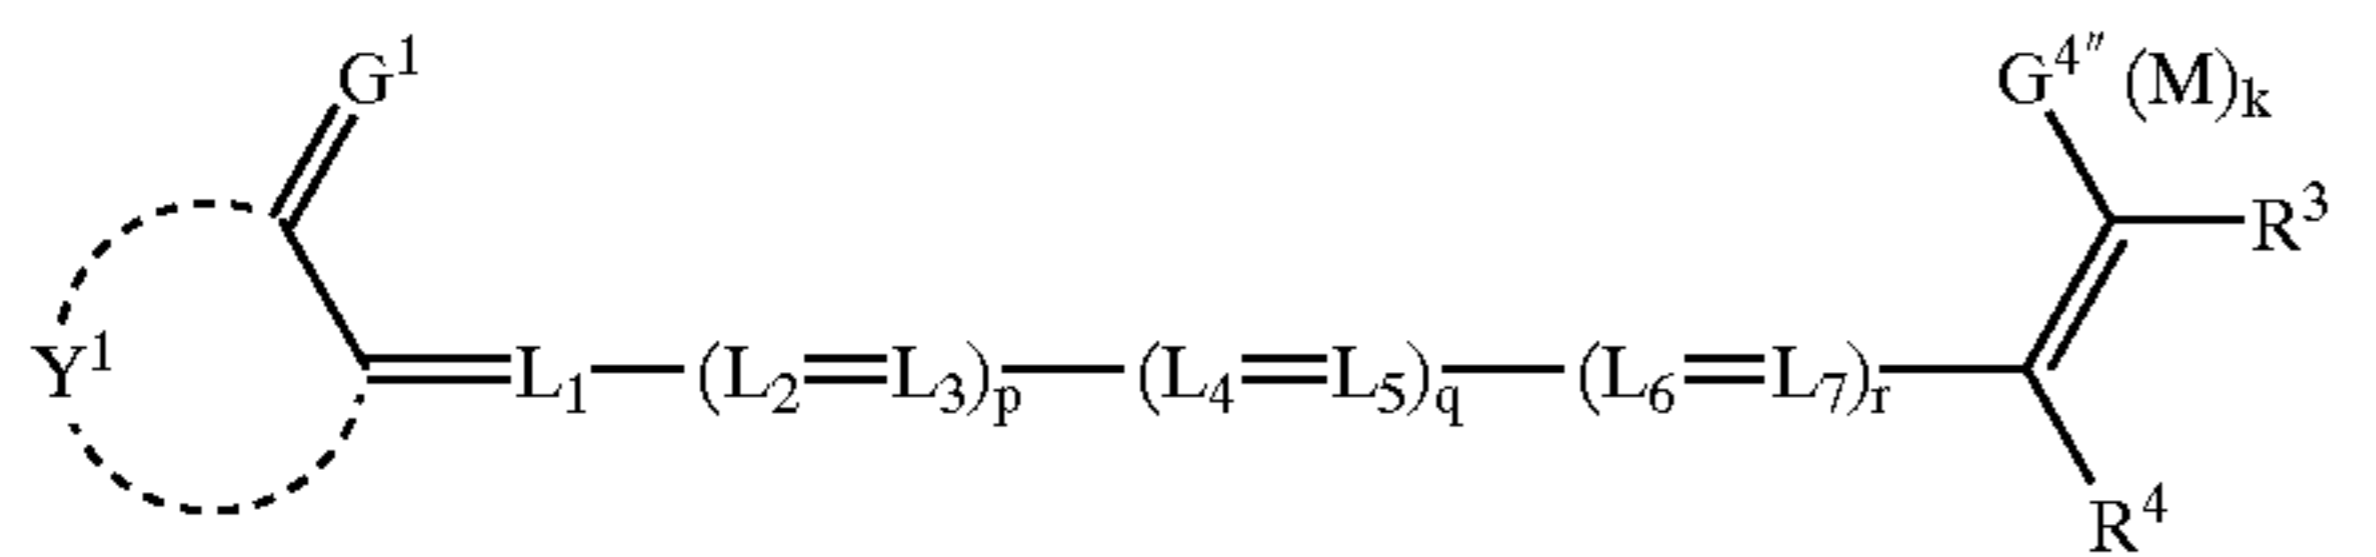 G¹ G⁴″ (M)ₖ
R³
Y¹ =L₁—(L₂=L₃)ₚ—(L₄=L₅)q—(L₆=L₇)ᵣ
R⁴